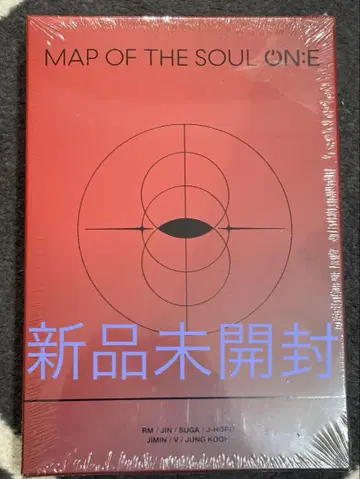 MAP OF THE SOUL ON:E
新品未開封
RM / JIN / SUGA / J-HOPE
JIMIN / V / JUNG KOOK